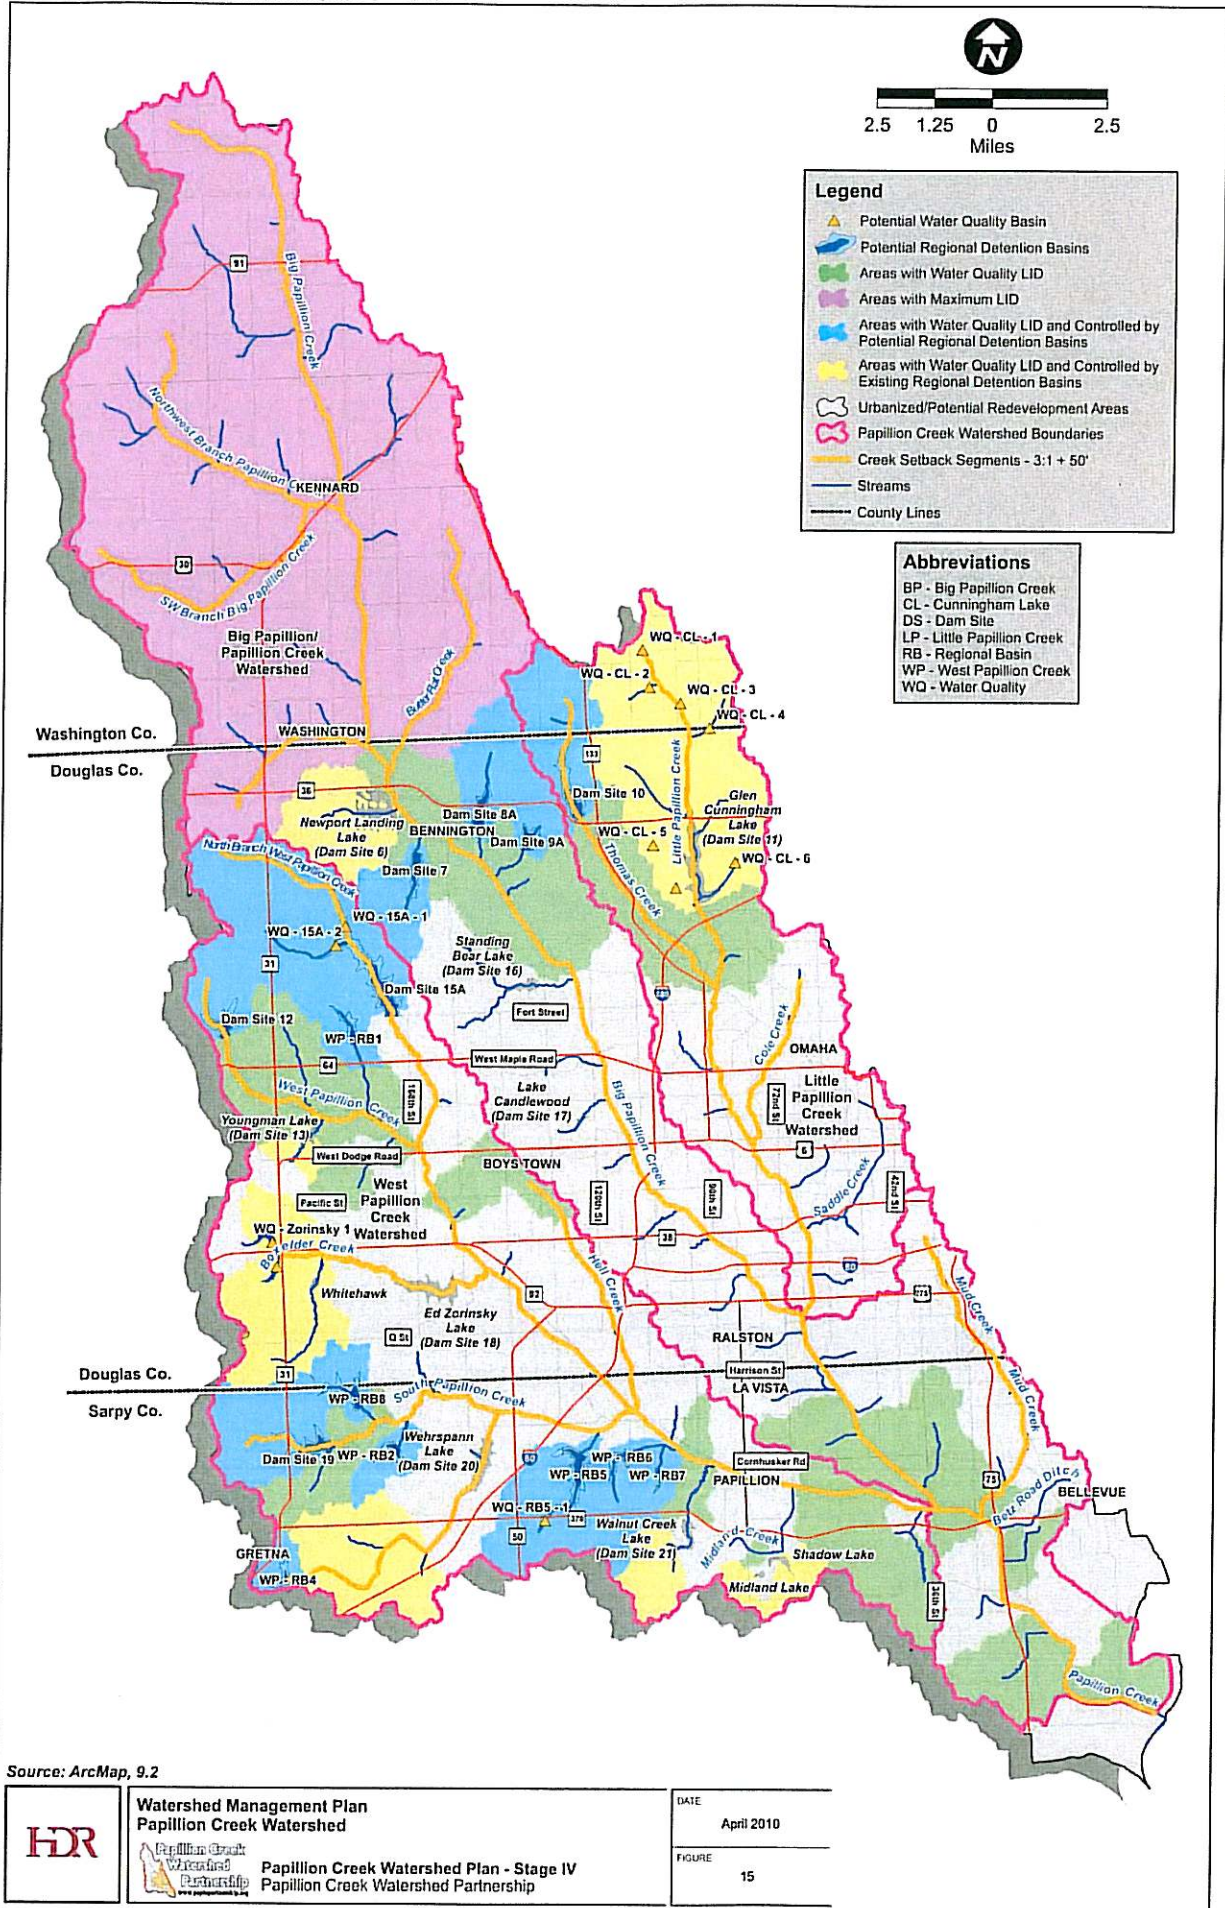 N
2.5 1.25 0 2.5
Miles
Legend
Potential Water Quality Basin
Potential Regional Detention Basins
Areas with Water Quality LID
Areas with Maximum LID
Areas with Water Quality LID and Controlled by
Potential Regional Detention Basins
Areas with Water Quality LID and Controlled by
Existing Regional Detention Basins
Urbanized/Potential Redevelopment Areas
Papillion Creek Watershed Boundaries
Creek Setback Segments - 3:1 + 50'
Streams
County Lines
Abbreviations
BP - Big Papillion Creek
CL - Cunningham Lake
DS - Dam Site
LP - Little Papillion Creek
RB - Regional Basin
WP - West Papillion Creek
WQ - Water Quality
91
Big Papillion Creek
Northwest Branch Papillion C
KENNARD
30
SW Branch Big Papillion Creek
Big Papillion/
Papillion Creek
Watershed
Butter Flat Creek
WQ - CL - 1
WQ - CL - 2
WQ - CL - 3
WQ - CL - 4
Washington Co.
WASHINGTON
Douglas Co.
133
36
Dam Site 10
Little Papillion Creek
Glen
Cunningham
Lake
(Dam Site 11)
Newport Landing
Lake
(Dam Site 6)
Dam Site 8A
BENNINGTON
Dam Site 9A
WQ - CL - 5
WQ - CL - 6
North Branch West Papillion Creek
Dam Site 7
Thomas Creek
WQ - 15A - 1
WQ - 15A - 2
31
Standing
Bear Lake
(Dam Site 16)
Dam Site 15A
Dam Site 12
Fort Street
WP - RB1
Cole Creek
OMAHA
64
West Maple Road
West Papillion Creek
168th St
Lake
Candlewood
(Dam Site 17)
Big Papillion Creek
72nd St
Little
Papillion
Creek
Watershed
Youngman Lake
(Dam Site 13)
West Dodge Road
6
BOYS TOWN
Pacific St
West
Papillion
Creek
Watershed
120th St
90th St
Saddle Creek
42nd St
WQ - Zorinsky 1
Boxelder Creek
38
80
Hell Creek
Whitehawk
92
275
Mud Creek
Ed Zorinsky
Lake
(Dam Site 18)
Q St
RALSTON
Douglas Co.
Harrison St
31
Sarpy Co.
WP - RB8
South Papillion Creek
LA VISTA
Mud Creek
Wehrspann
Lake
(Dam Site 20)
Dam Site 19
WP - RB2
80
WP - RB6
WP - RB5
WP - RB7
Cornhusker Rd
PAPILLION
75
Betz Road Ditch
BELLEVUE
WQ - RB5 - 1
370
50
Walnut Creek
Lake
(Dam Site 21)
Midland Creek
Shadow Lake
GRETNA
WP - RB4
Midland Lake
36th St
Papillion Creek
Source: ArcMap, 9.2
HDR
Watershed Management Plan
Papillion Creek Watershed
Papillion Creek
Watershed
Partnership
www.papiopartnership.org
Papillion Creek Watershed Plan - Stage IV
Papillion Creek Watershed Partnership
DATE
April 2010
FIGURE
15